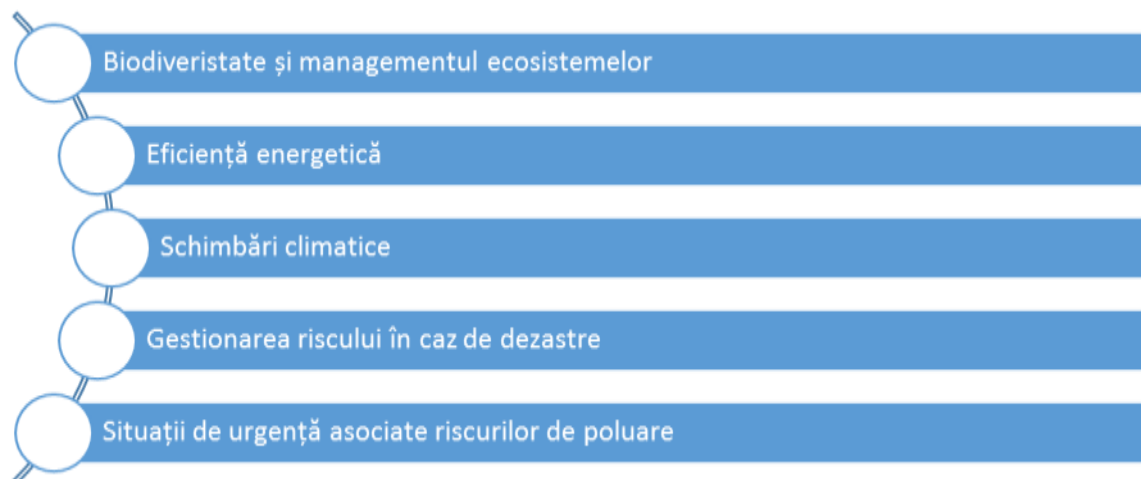 Biodiveristate și managementul ecosistemelor
Eficiență energetică
Schimbări climatice
Gestionarea riscului în caz de dezastre
Situații de urgență asociate riscurilor de poluare